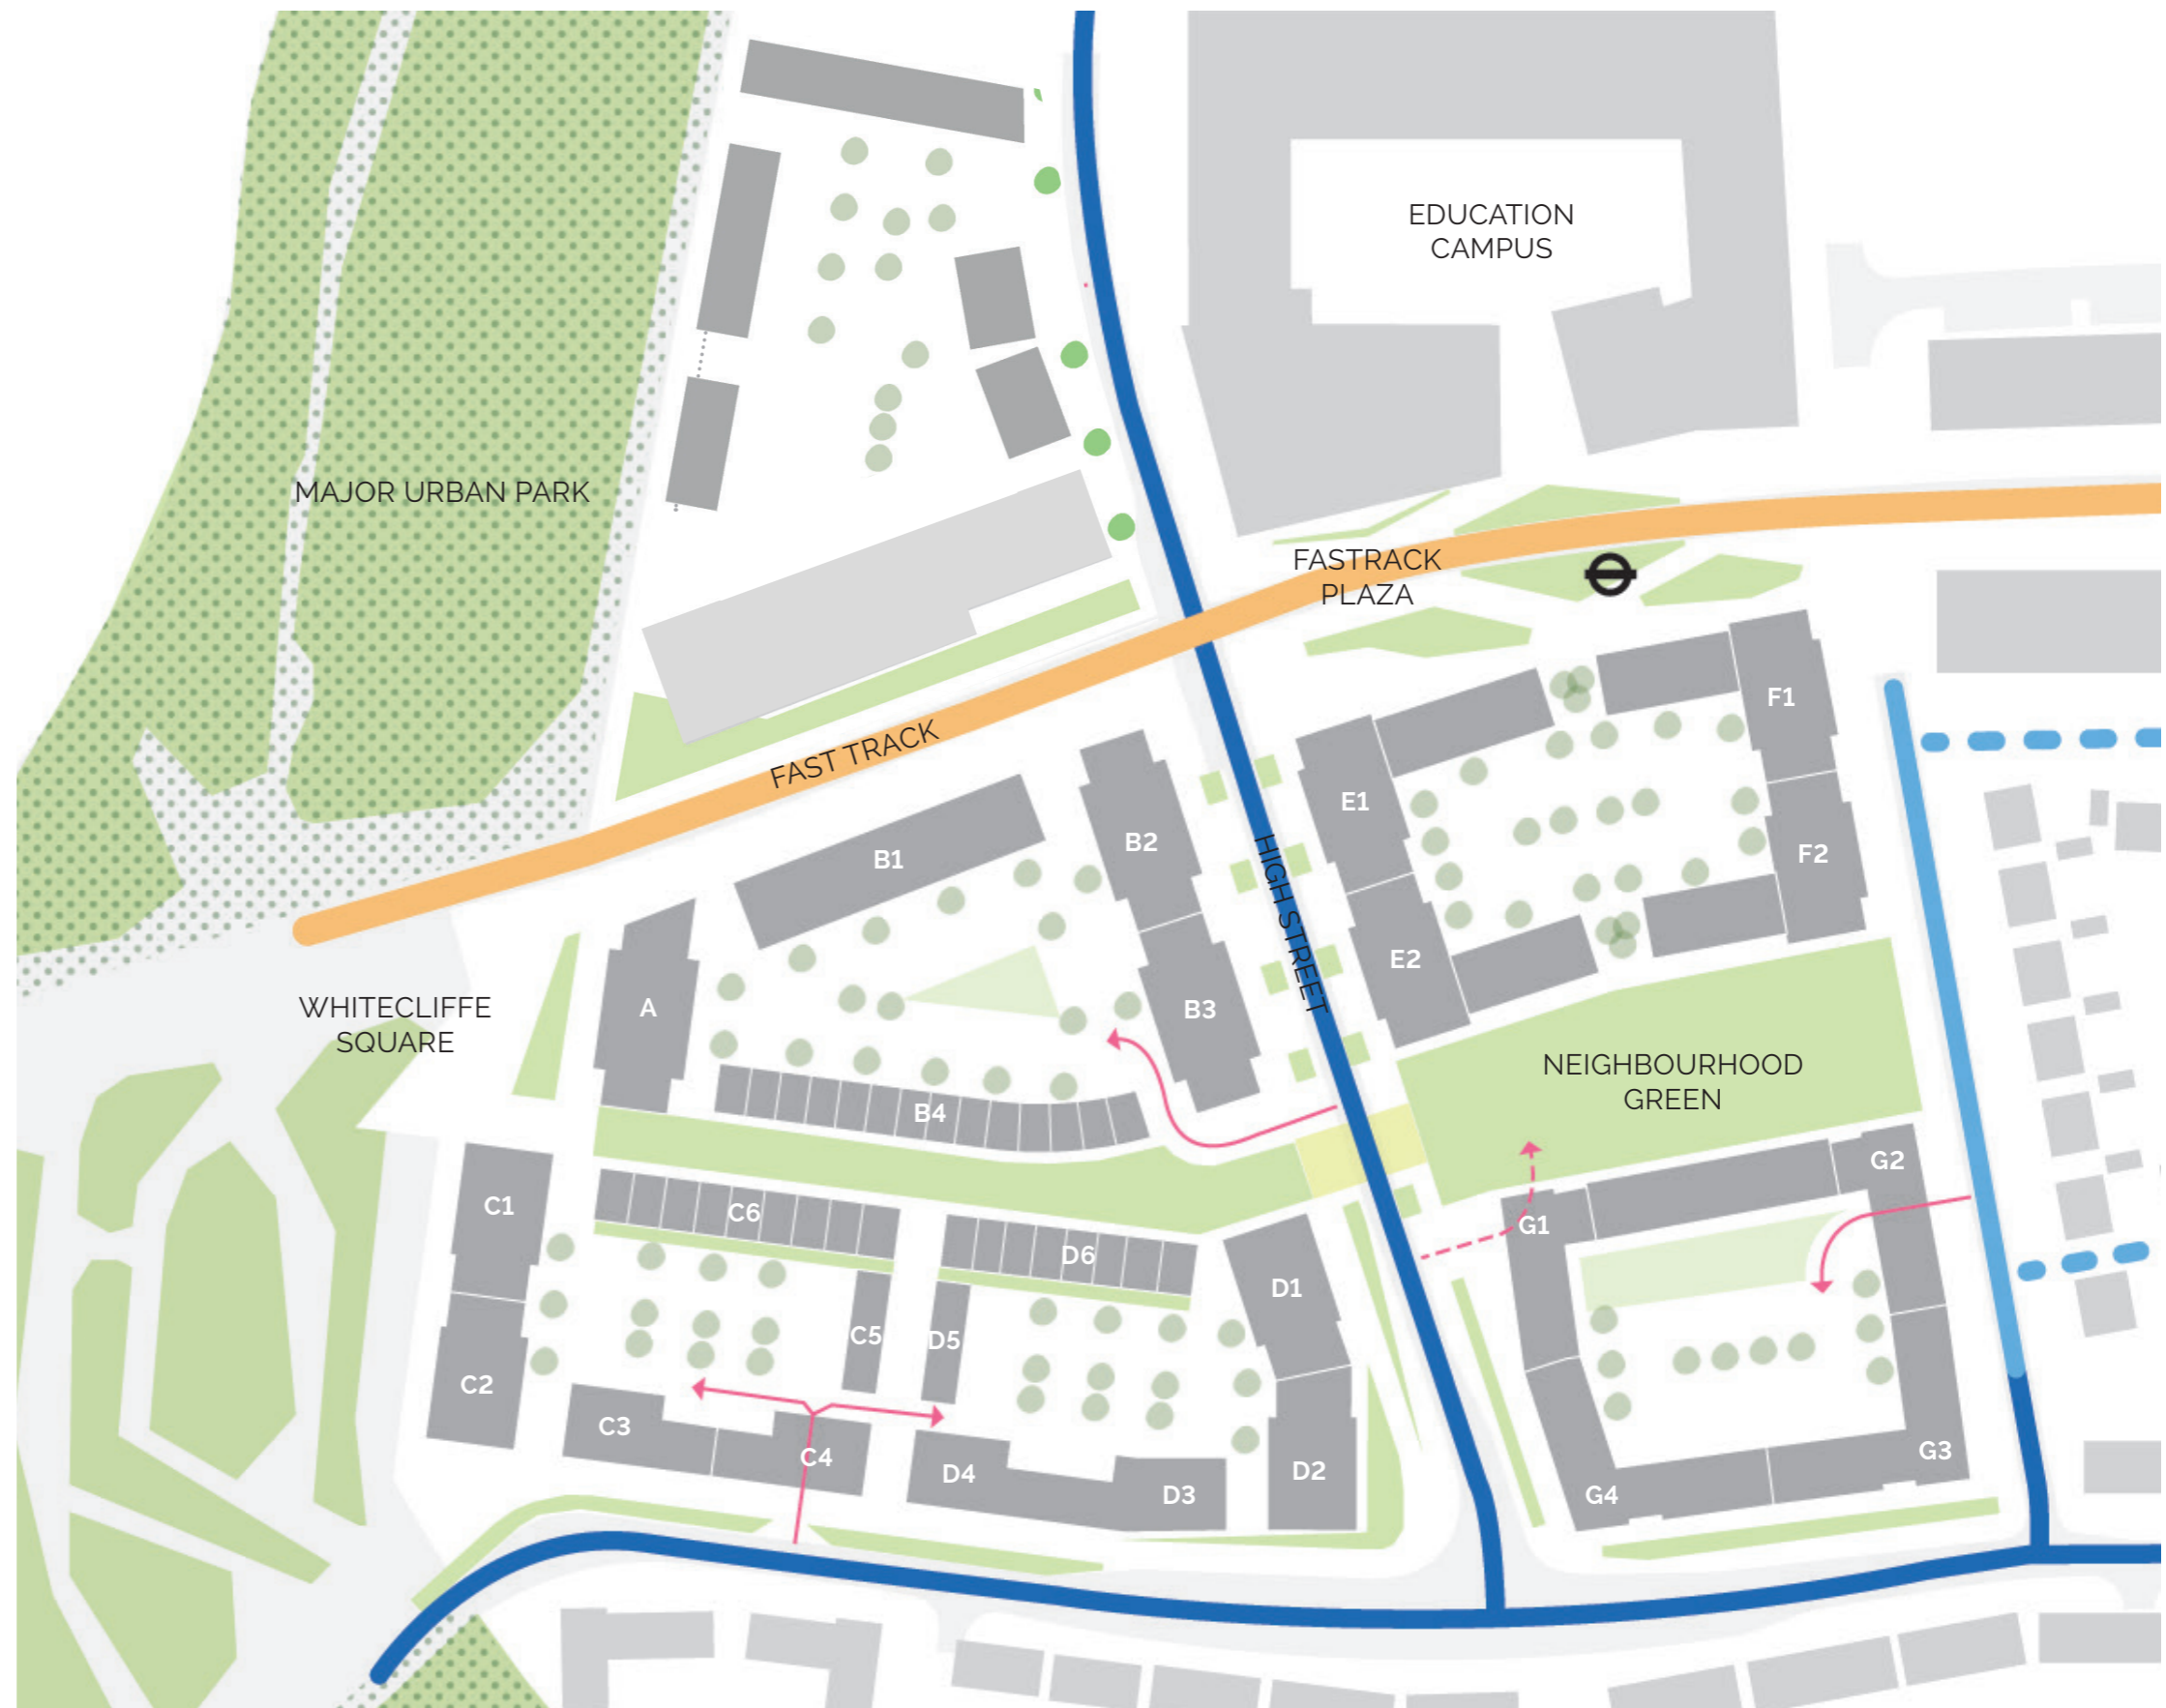 EDUCATION
CAMPUS
MAJOR URBAN PARK
FASTRACK
PLAZA
FAST TRACK
F1
E1
B2
B1
F2
HIGH STREET
E2
A
B3
WHITECLIFFE
SQUARE
NEIGHBOURHOOD
GREEN
B4
G2
C1
C6
G1
D6
D1
C5
D5
C2
C3
C4
D4
D3
D2
G3
G4